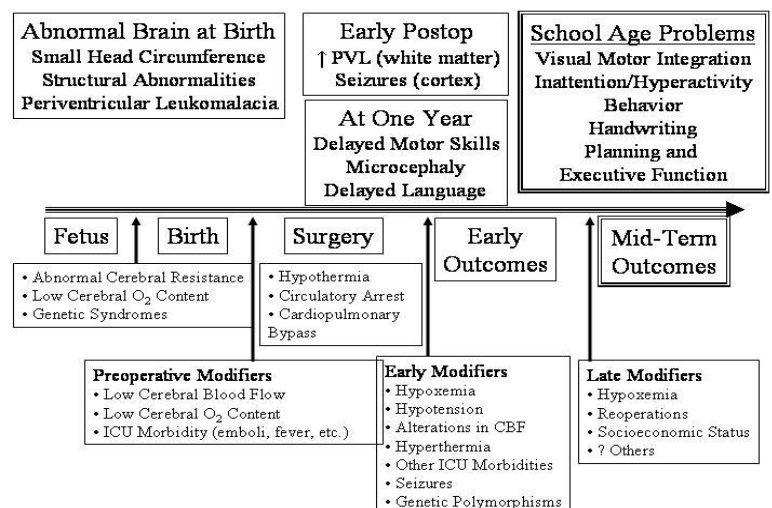 Abnormal Brain at Birth
Small Head Circumference
Structural Abnormalities
Periventricular Leukomalacia
Early Postop
↑ PVL (white matter)
Seizures (cortex)
At One Year
Delayed Motor Skills
Microcephaly
Delayed Language
School Age Problems
Visual Motor Integration
Inattention/Hyperactivity
Behavior
Handwriting
Planning and
Executive Function
Fetus
Birth
Surgery
Early
Outcomes
Mid-Term
Outcomes
• Abnormal Cerebral Resistance
• Low Cerebral O₂ Content
• Genetic Syndromes
• Hypothermia
• Circulatory Arrest
• Cardiopulmonary
Bypass
Preoperative Modifiers
• Low Cerebral Blood Flow
• Low Cerebral O₂ Content
• ICU Morbidity (emboli, fever, etc.)
Early Modifiers
• Hypoxemia
• Hypotension
• Alterations in CBF
• Hyperthermia
• Other ICU Morbidities
• Seizures
• Genetic Polymorphisms
Late Modifiers
• Hypoxemia
• Reoperations
• Socioeconomic Status
• ? Others